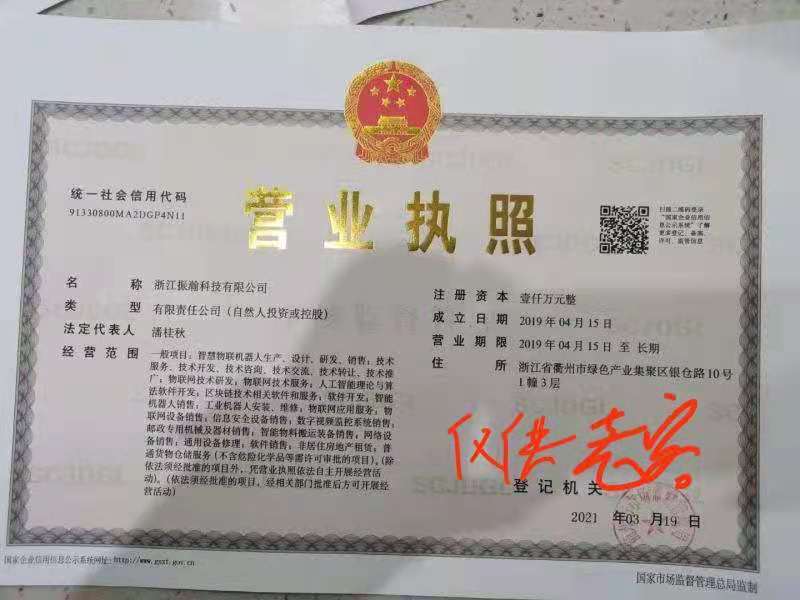 统一社会信用代码
91330800MA2DGP4N11
营业执照
扫描二维码登录
“国家企业信用信
息公示系统”了解
更多登记、备案、
许可、监管信息
名称 浙江振瀚科技有限公司
类型 有限责任公司（自然人投资或控股）
法定代表人 潘桂秋
经营范围 一般项目：智慧物联机器人生产、设计、研发、销售；技术
服务、技术开发、技术咨询、技术交流、技术转让、技术推
广；物联网技术研发；物联网技术服务；人工智能理论与算
法软件开发；区块链技术相关软件和服务；软件开发；智能
机器人销售；工业机器人安装、维修；物联网应用服务；物
联网设备销售；信息安全设备销售；数字视频监控系统销售；
邮政专用机械及器材销售；智能物料搬运装备销售；网络设
备销售；通用设备修理；软件销售；非居住房地产租赁；普
通货物仓储服务（不含危险化学品等需许可审批的项目）。（除
依法须经批准的项目外，凭营业执照依法自主开展经营活
动）。（依法须经批准的项目，经相关部门批准后方可开展经
营活动）
注册资本 壹仟万元整
成立日期 2019年04月15日
营业期限 2019年04月15日至长期
住所 浙江省衢州市绿色产业集聚区银仓路10号
1幢3层
仅供
登记机关
2021年03月19日
国家企业信用信息公示系统网址：http://www.gsxt.gov.cn
国家市场监督管理总局监制